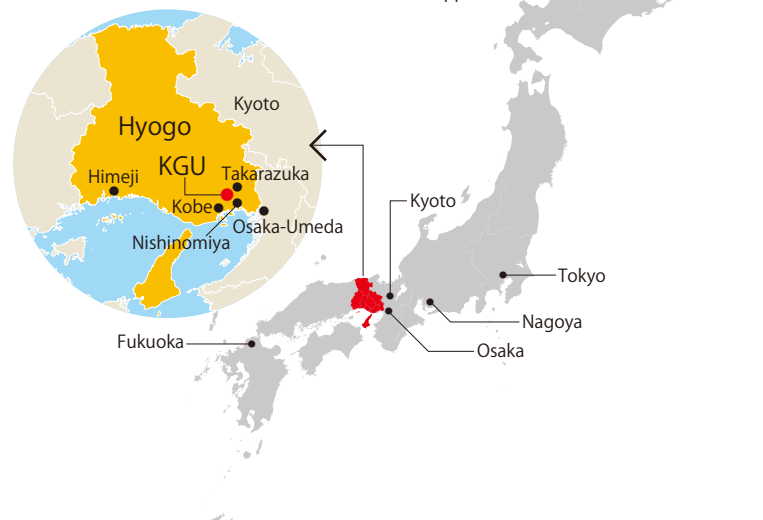 Kyoto
Hyogo
KGU
Himeji
Takarazuka
Kobe
Osaka-Umeda
Nishinomiya
Kyoto
Tokyo
Nagoya
Fukuoka
Osaka